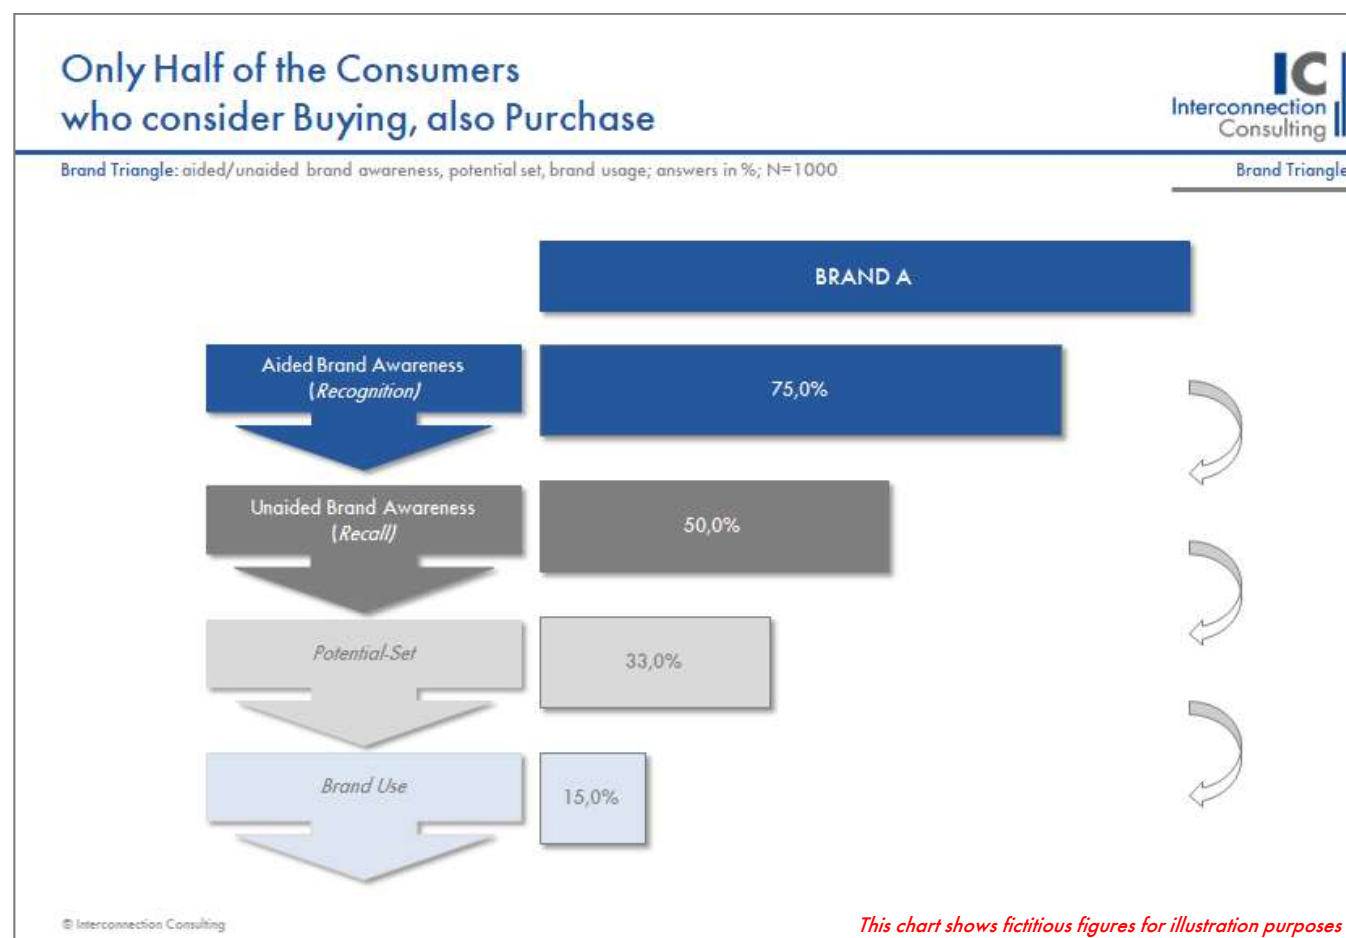 Only Half of the Consumers
who consider Buying, also Purchase
IC
Interconnection
Consulting
Brand Triangle: aided/unaided brand awareness, potential set, brand usage; answers in %; N=1000
Brand Triangle
BRAND A
Aided Brand Awareness
(Recognition)
75,0%
Unaided Brand Awareness
(Recall)
50,0%
Potential-Set
33,0%
Brand Use
15,0%
© Interconnection Consulting
This chart shows fictitious figures for illustration purposes